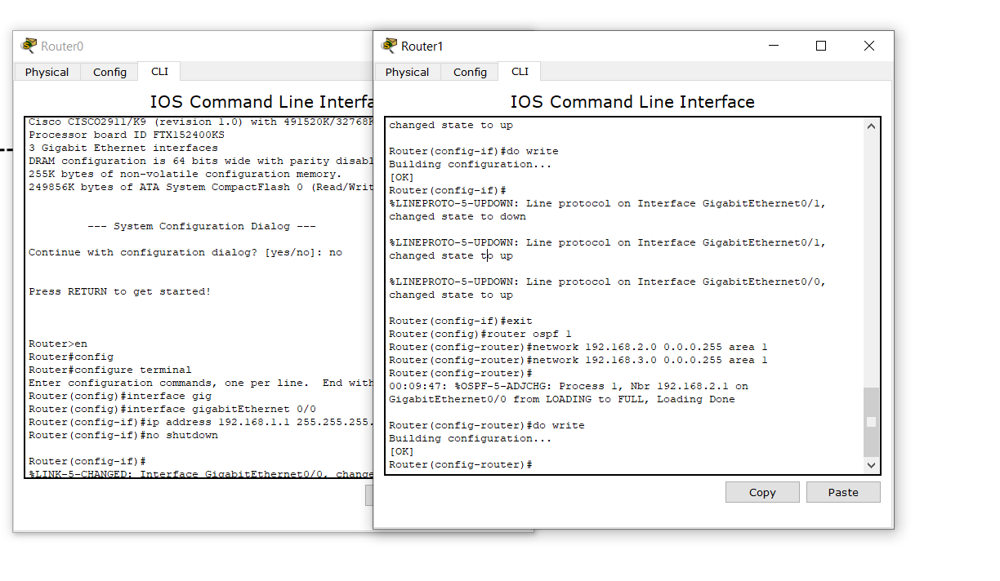 Router0
Physical Config CLI
IOS Command Line Interfa
Cisco CISCO2911/K9 (revision 1.0) with 491520K/32768K
Processor board ID FTX152400KS
3 Gigabit Ethernet interfaces
DRAM configuration is 64 bits wide with parity disabl
255K bytes of non-volatile configuration memory.
249856K bytes of ATA System CompactFlash 0 (Read/Writ
--- System Configuration Dialog ---
Continue with configuration dialog? [yes/no]: no
Press RETURN to get started!
Router>en
Router#config
Router#configure terminal
Enter configuration commands, one per line.  End with
Router(config)#interface gig
Router(config)#interface gigabitEthernet 0/0
Router(config-if)#ip address 192.168.1.1 255.255.255.
Router(config-if)#no shutdown
Router(config-if)#
%LINK-5-CHANGED: Interface GigabitEthernet0/0, change
Router1
Physical Config CLI
IOS Command Line Interface
changed state to up
Router(config-if)#do write
Building configuration...
[OK]
Router(config-if)#
%LINEPROTO-5-UPDOWN: Line protocol on Interface GigabitEthernet0/1,
changed state to down
%LINEPROTO-5-UPDOWN: Line protocol on Interface GigabitEthernet0/1,
changed state to up
%LINEPROTO-5-UPDOWN: Line protocol on Interface GigabitEthernet0/0,
changed state to up
Router(config-if)#exit
Router(config)#router ospf 1
Router(config-router)#network 192.168.2.0 0.0.0.255 area 1
Router(config-router)#network 192.168.3.0 0.0.0.255 area 1
Router(config-router)#
00:09:47: %OSPF-5-ADJCHG: Process 1, Nbr 192.168.2.1 on
GigabitEthernet0/0 from LOADING to FULL, Loading Done
Router(config-router)#do write
Building configuration...
[OK]
Router(config-router)#
Copy Paste